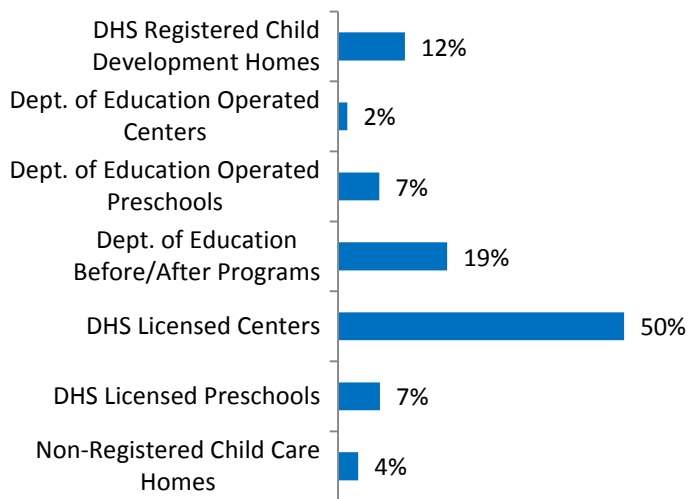 DHS Registered Child
Development Homes
12%
Dept. of Education Operated
Centers
2%
Dept. of Education Operated
Preschools
7%
Dept. of Education
Before/After Programs
19%
DHS Licensed Centers
50%
DHS Licensed Preschools
7%
Non-Registered Child Care
Homes
4%